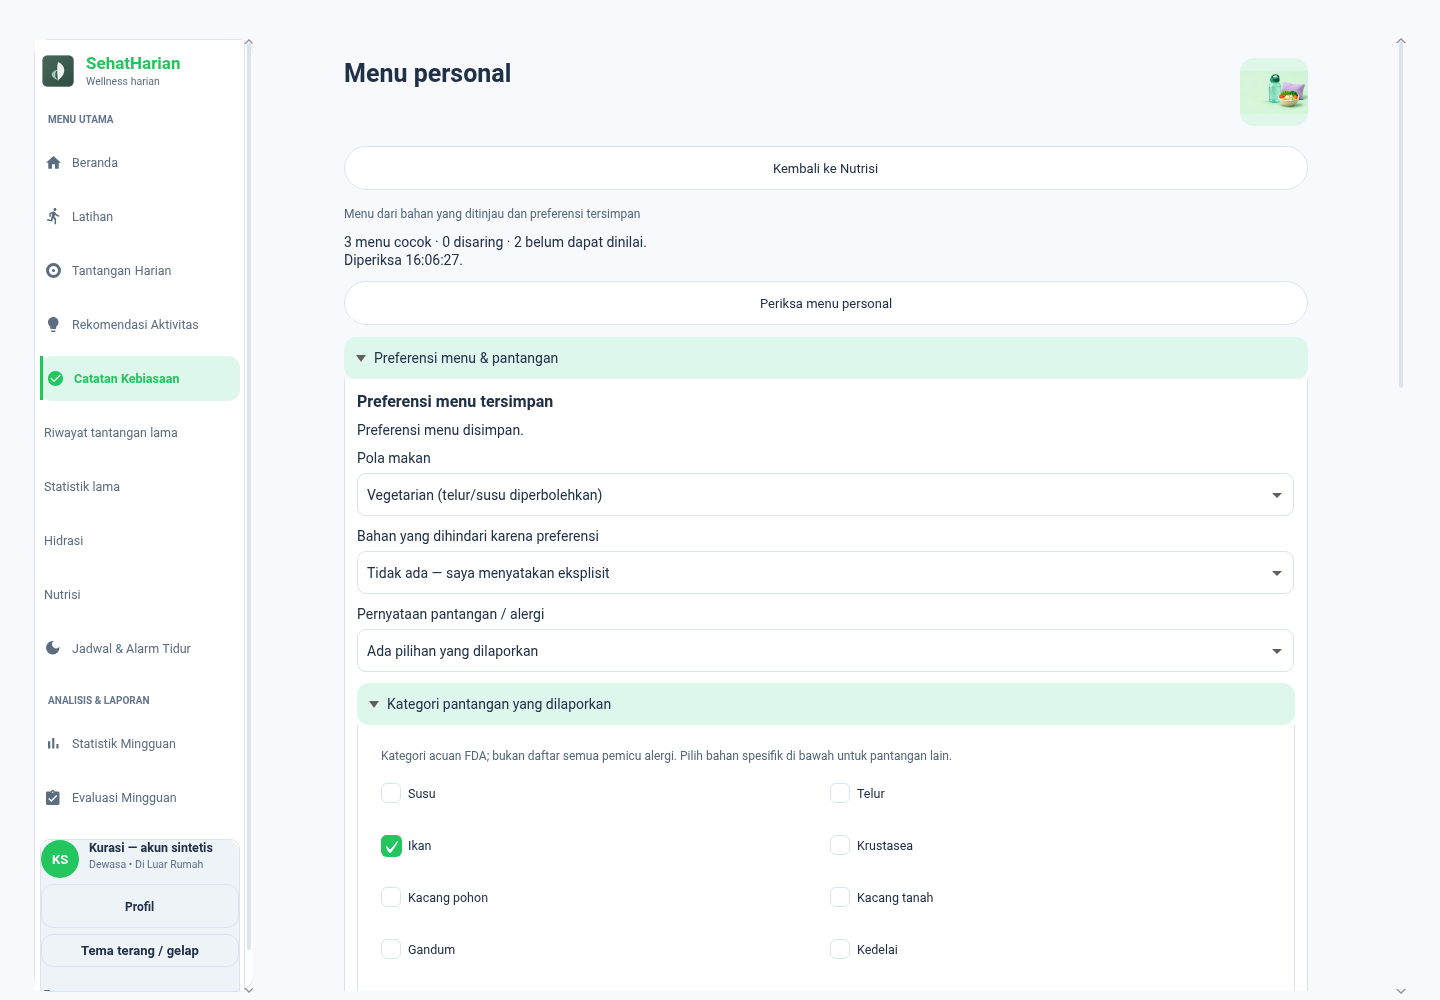 SehatHarian
Wellness harian
MENU UTAMA
Beranda
Latihan
Tantangan Harian
Rekomendasi Aktivitas
Catatan Kebiasaan
Riwayat tantangan lama
Statistik lama
Hidrasi
Nutrisi
Jadwal & Alarm Tidur
ANALISIS & LAPORAN
Statistik Mingguan
Evaluasi Mingguan
KS
Kurasi — akun sintetis
Dewasa • Di Luar Rumah
Profil
Tema terang / gelap
Menu personal
Kembali ke Nutrisi
Menu dari bahan yang ditinjau dan preferensi tersimpan
3 menu cocok · 0 disaring · 2 belum dapat dinilai.
Diperiksa 16:06:27.
Periksa menu personal
Preferensi menu & pantangan
Preferensi menu tersimpan
Preferensi menu disimpan.
Pola makan
Vegetarian (telur/susu diperbolehkan)
Bahan yang dihindari karena preferensi
Tidak ada — saya menyatakan eksplisit
Pernyataan pantangan / alergi
Ada pilihan yang dilaporkan
Kategori pantangan yang dilaporkan
Kategori acuan FDA; bukan daftar semua pemicu alergi. Pilih bahan spesifik di bawah untuk pantangan lain.
Susu
Telur
Ikan
Krustasea
Kacang pohon
Kacang tanah
Gandum
Kedelai